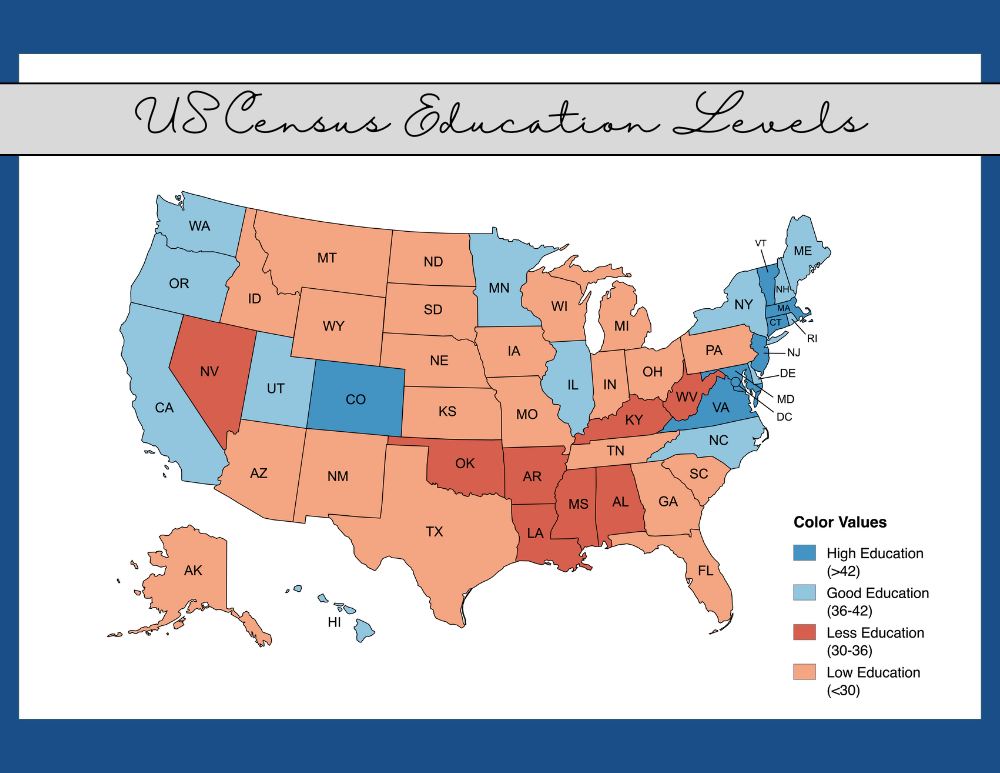 US Census Education Levels
WA
OR
CA
ID
NV
MT
WY
UT
CO
AZ
NM
ND
SD
NE
KS
OK
TX
MN
IA
MO
AR
LA
WI
IL
MI
IN
OH
KY
TN
MS
AL
GA
FL
SC
NC
VA
WV
PA
NY
VT
NH
ME
MA
CT
RI
NJ
DE
MD
DC
AK
HI
Color Values
High Education
(>42)
Good Education
(36-42)
Less Education
(30-36)
Low Education
(<30)